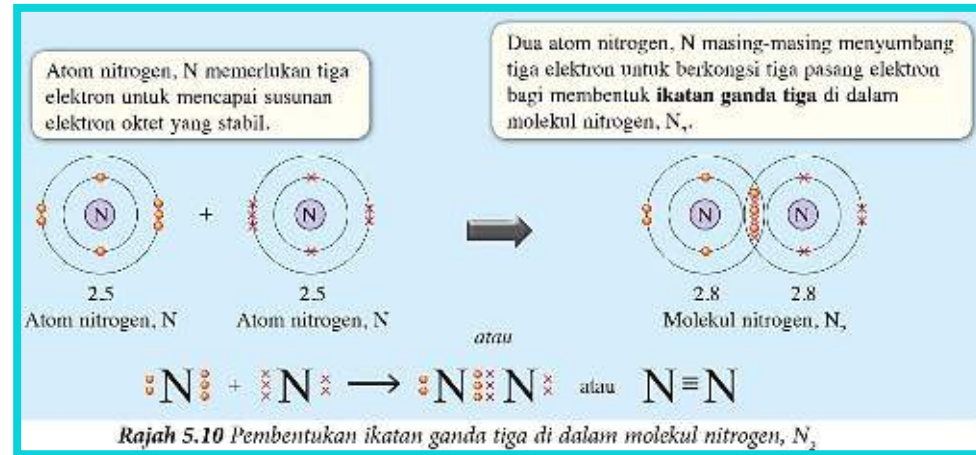 Atom nitrogen, N memerlukan tiga
elektron untuk mencapai susunan
elektron oktet yang stabil.
Dua atom nitrogen, N masing-masing menyumbang
tiga elektron untuk berkongsi tiga pasang elektron
bagi membentuk ikatan ganda tiga di dalam
molekul nitrogen, N₂.
N + N N N
2.5 2.5 2.8 2.8
Atom nitrogen, N Atom nitrogen, N Molekul nitrogen, N₂
atau
N + N → N N atau N≡N
Rajah 5.10 Pembentukan ikatan ganda tiga di dalam molekul nitrogen, N₂